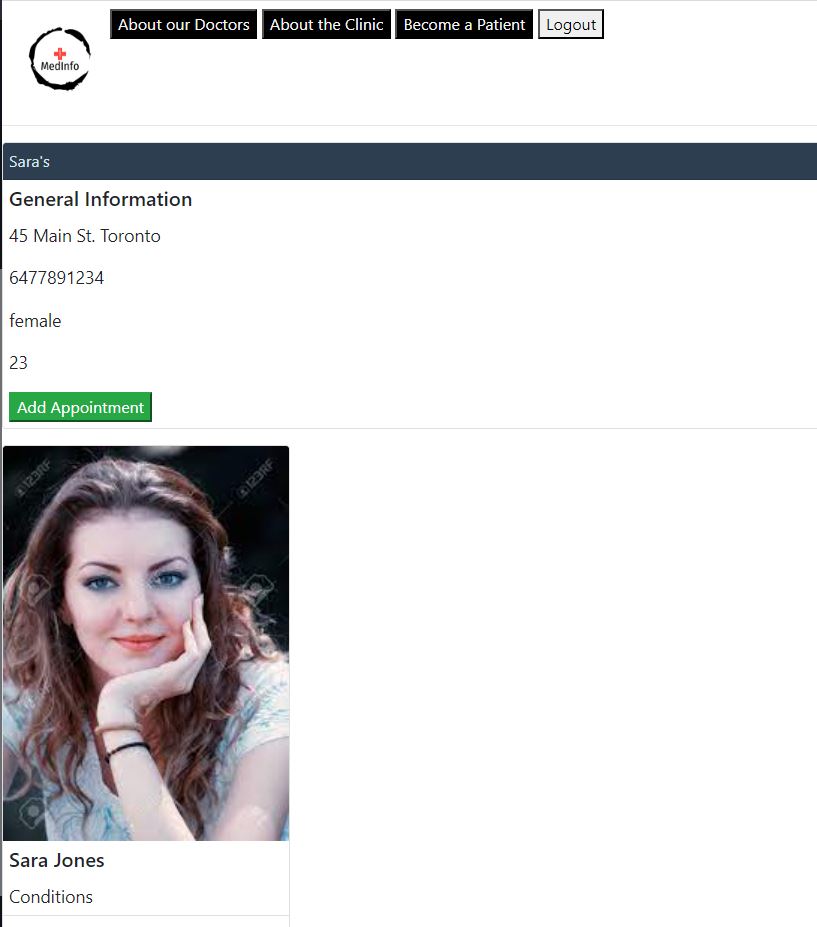 About our Doctors About the Clinic Become a Patient Logout
MedInfo
Sara's
General Information
45 Main St. Toronto
6477891234
female
23
Add Appointment
123RF 123RF
Sara Jones
Conditions